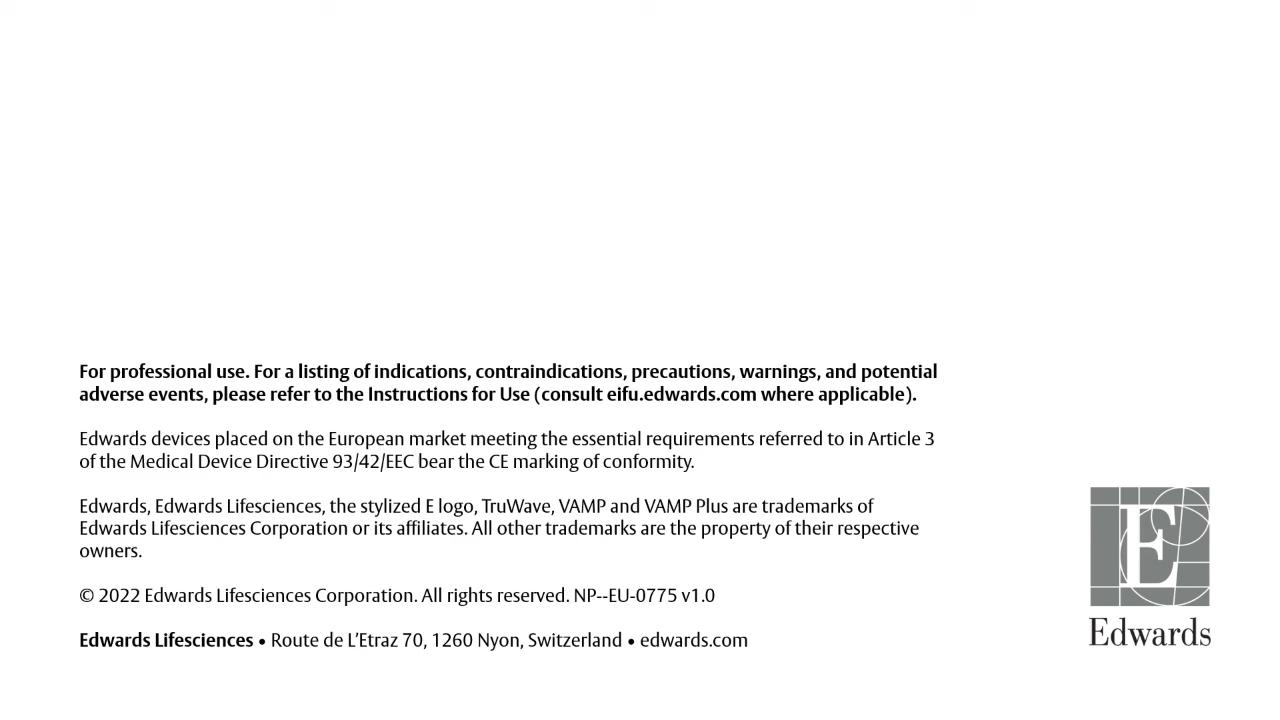 For professional use. For a listing of indications, contraindications, precautions, warnings, and potential
adverse events, please refer to the Instructions for Use (consult eifu.edwards.com where applicable).
Edwards devices placed on the European market meeting the essential requirements referred to in Article 3
of the Medical Device Directive 93/42/EEC bear the CE marking of conformity.
Edwards, Edwards Lifesciences, the stylized E logo, TruWave, VAMP and VAMP Plus are trademarks of
Edwards Lifesciences Corporation or its affiliates. All other trademarks are the property of their respective
owners.
© 2022 Edwards Lifesciences Corporation. All rights reserved. NP--EU-0775 v1.0
Edwards Lifesciences • Route de L’Etraz 70, 1260 Nyon, Switzerland • edwards.com
E
Edwards